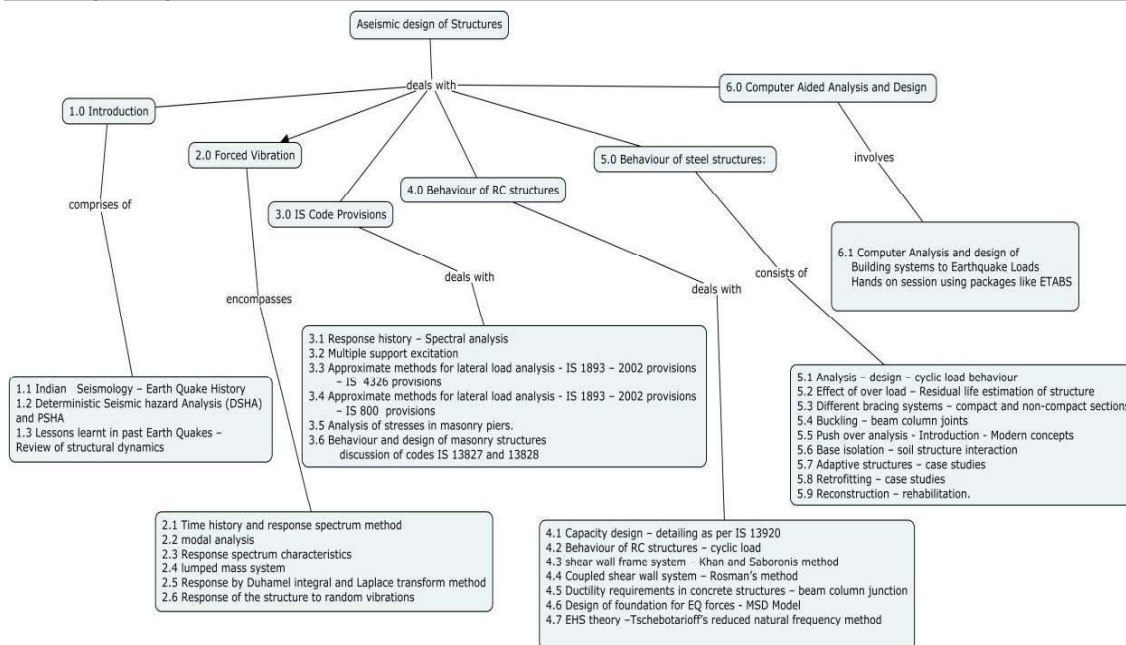 Aseismic design of Structures
deals with
6.0 Computer Aided Analysis and Design
1.0 Introduction
2.0 Forced Vibration
5.0 Behaviour of steel structures:
involves
4.0 Behaviour of RC structures
comprises of
3.0 IS Code Provisions
6.1 Computer Analysis and design of
Building systems to Earthquake Loads
Hands on session using packages like ETABS
deals with
consists of
deals with
encompasses
3.1 Response history – Spectral analysis
3.2 Multiple support excitation
3.3 Approximate methods for lateral load analysis - IS 1893 – 2002 provisions
– IS 4326 provisions
3.4 Approximate methods for lateral load analysis - IS 1893 – 2002 provisions
– IS 800 provisions
3.5 Analysis of stresses in masonry piers.
3.6 Behaviour and design of masonry structures
discussion of codes IS 13827 and 13828
1.1 Indian Seismology – Earth Quake History
1.2 Deterministic Seismic hazard Analysis (DSHA)
and PSHA
1.3 Lessons learnt in past Earth Quakes –
Review of structural dynamics
5.1 Analysis – design – cyclic load behaviour
5.2 Effect of over load – Residual life estimation of structure
5.3 Different bracing systems – compact and non-compact sections
5.4 Buckling – beam column joints
5.5 Push over analysis - Introduction - Modern concepts
5.6 Base isolation – soil structure interaction
5.7 Adaptive structures – case studies
5.8 Retrofitting – case studies
5.9 Reconstruction – rehabilitation.
2.1 Time history and response spectrum method
2.2 modal analysis
2.3 Response spectrum characteristics
2.4 lumped mass system
2.5 Response by Duhamel integral and Laplace transform method
2.6 Response of the structure to random vibrations
4.1 Capacity design – detailing as per IS 13920
4.2 Behaviour of RC structures – cyclic load
4.3 shear wall frame system – Khan and Saboronis method
4.4 Coupled shear wall system – Rosman's method
4.5 Ductility requirements in concrete structures – beam column junction
4.6 Design of foundation for EQ forces - MSD Model
4.7 EHS theory –Tschebotarioff's reduced natural frequency method